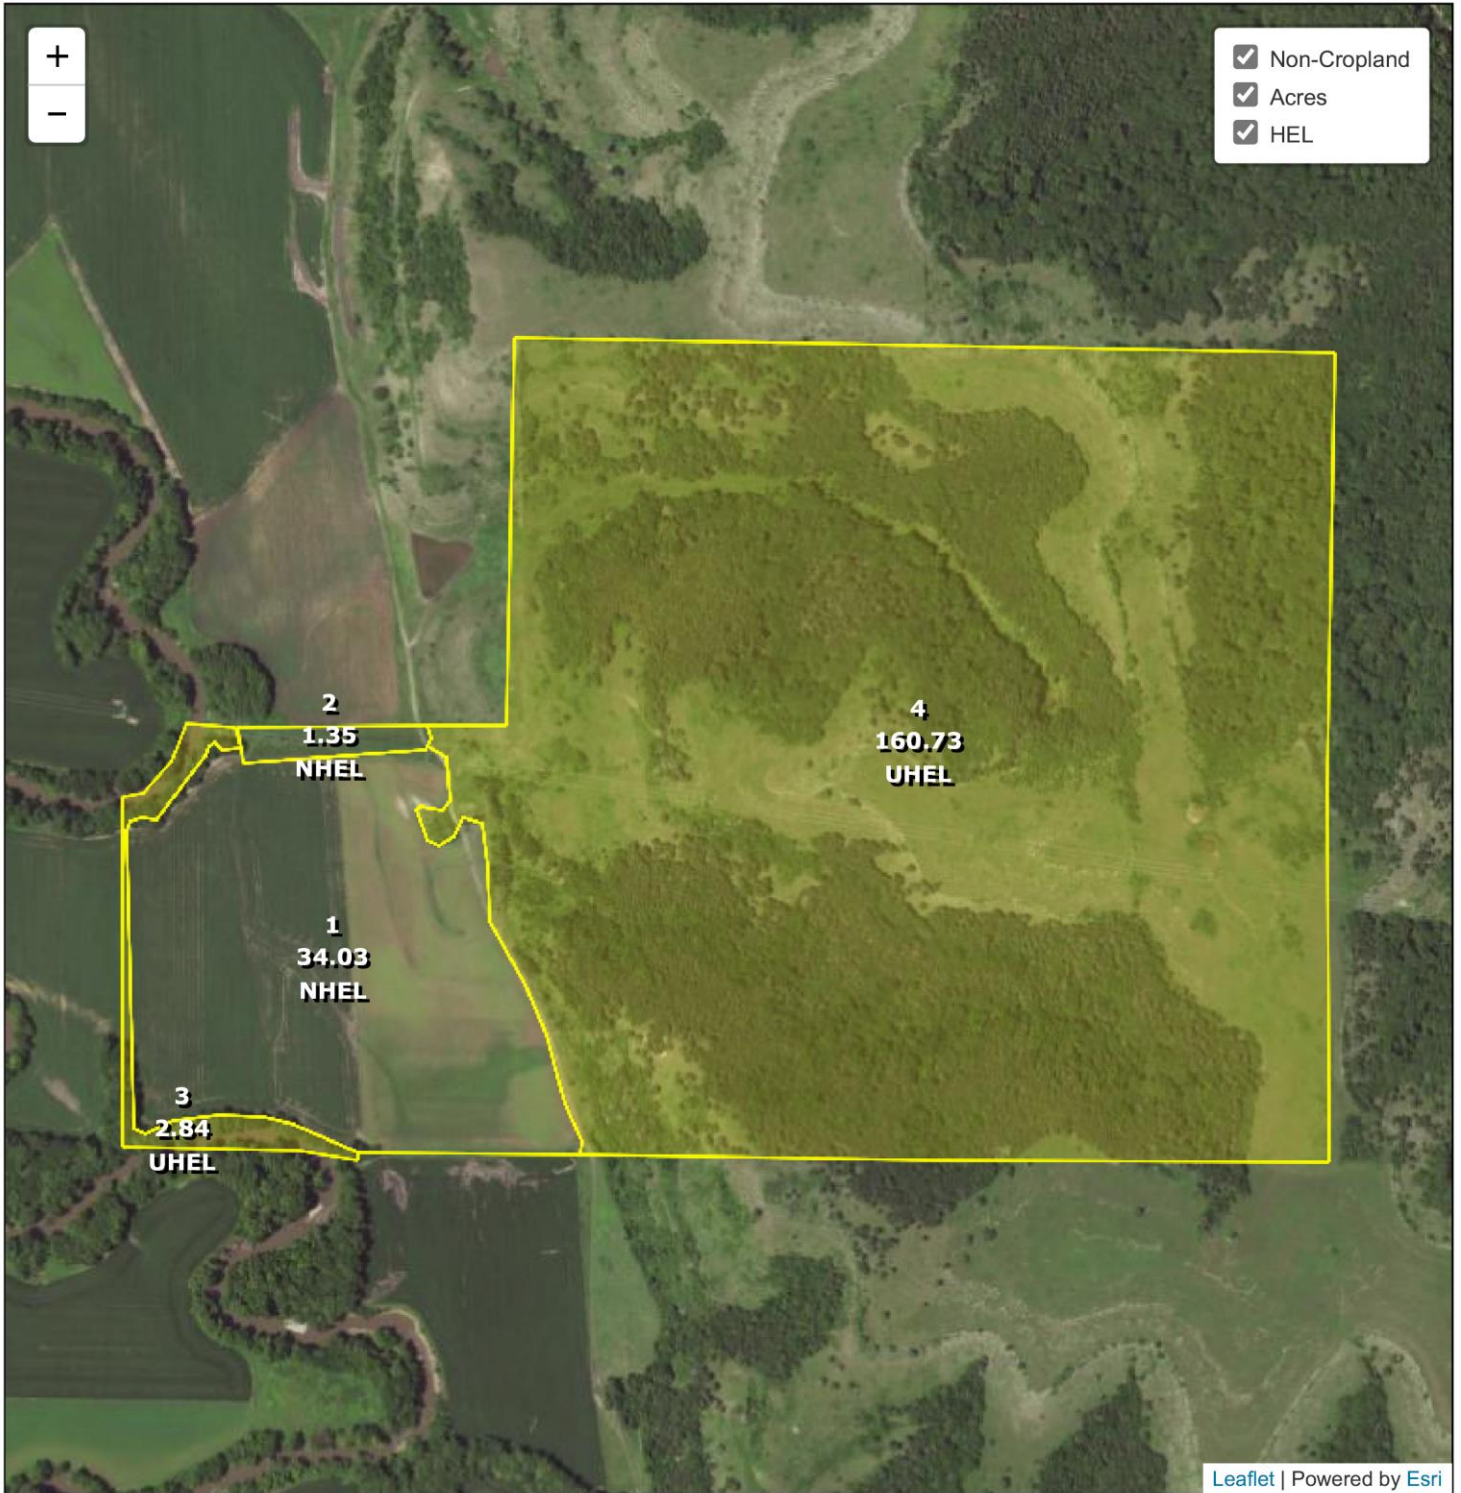 +
−
Non-Cropland
Acres
HEL
2
1.35
NHEL
4
160.73
UHEL
1
34.03
NHEL
3
2.84
UHEL
Leaflet | Powered by Esri